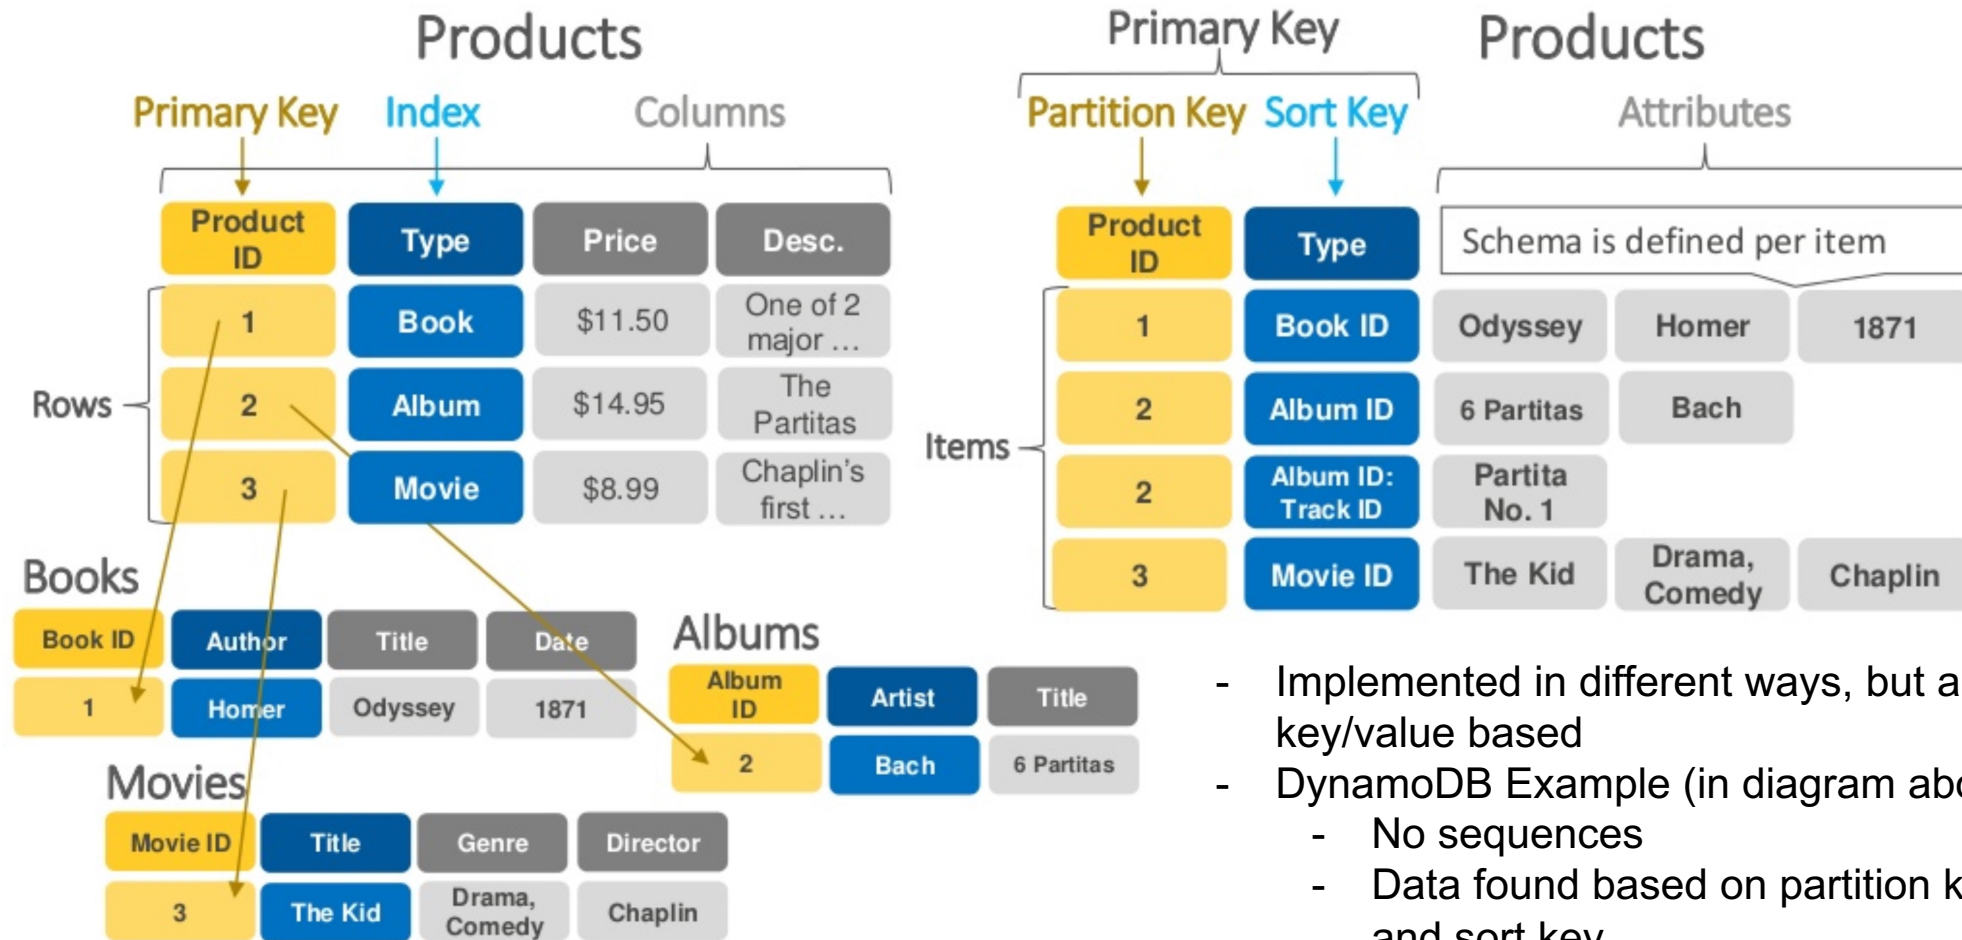 Products
Primary Key
Index
Columns
Product
ID
Type
Price
Desc.
Rows
1
Book
$11.50
One of 2
major ...
2
Album
$14.95
The
Partitas
3
Movie
$8.99
Chaplin's
first ...
Books
Book ID
Author
Title
Date
1
Homer
Odyssey
1871
Albums
Album
ID
Artist
Title
2
Bach
6 Partitas
Movies
Movie ID
Title
Genre
Director
3
The Kid
Drama,
Comedy
Chaplin
Primary Key
Products
Partition Key
Sort Key
Attributes
Product
ID
Type
Schema is defined per item
Items
1
Book ID
Odyssey
Homer
1871
2
Album ID
6 Partitas
Bach
2
Album ID:
Track ID
Partita
No. 1
3
Movie ID
The Kid
Drama,
Comedy
Chaplin
- Implemented in different ways, but
key/value based
- DynamoDB Example (in diagram
- No sequences
- Data found based on partition
and sort key